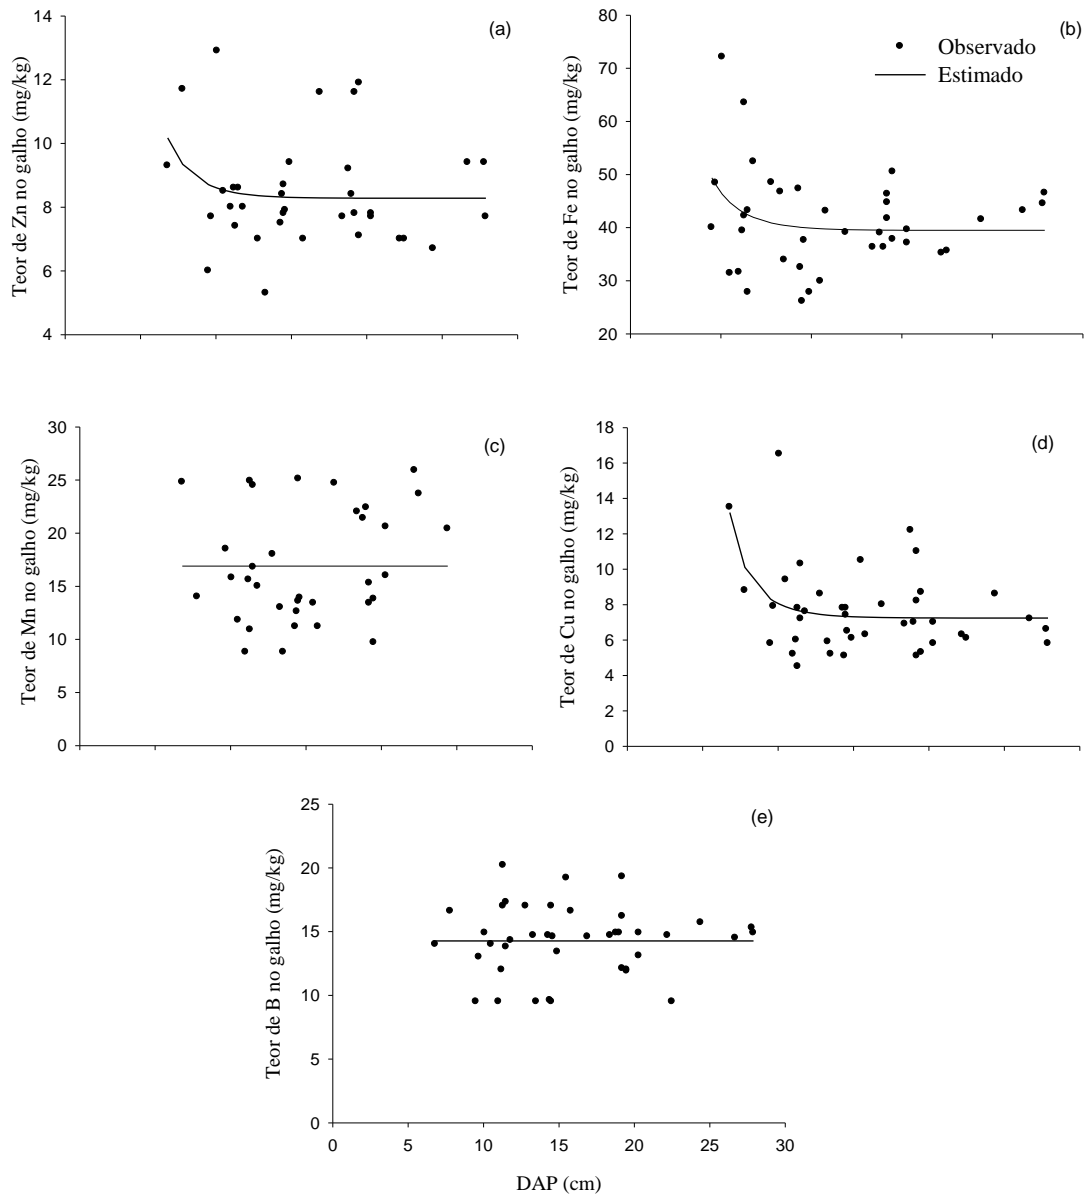 (a)
14
12
10
8
6
4
Teor de Zn no galho (mg/kg)
(b)
80
70
60
50
40
30
20
Teor de Fe no galho (mg/kg)
Observado
Estimado
(c)
30
25
20
15
10
5
0
Teor de Mn no galho (mg/kg)
(d)
18
16
14
12
10
8
6
4
2
0
Teor de Cu no galho (mg/kg)
(e)
25
20
15
10
5
0
Teor de B no galho (mg/kg)
0 5 10 15 20 25 30
DAP (cm)